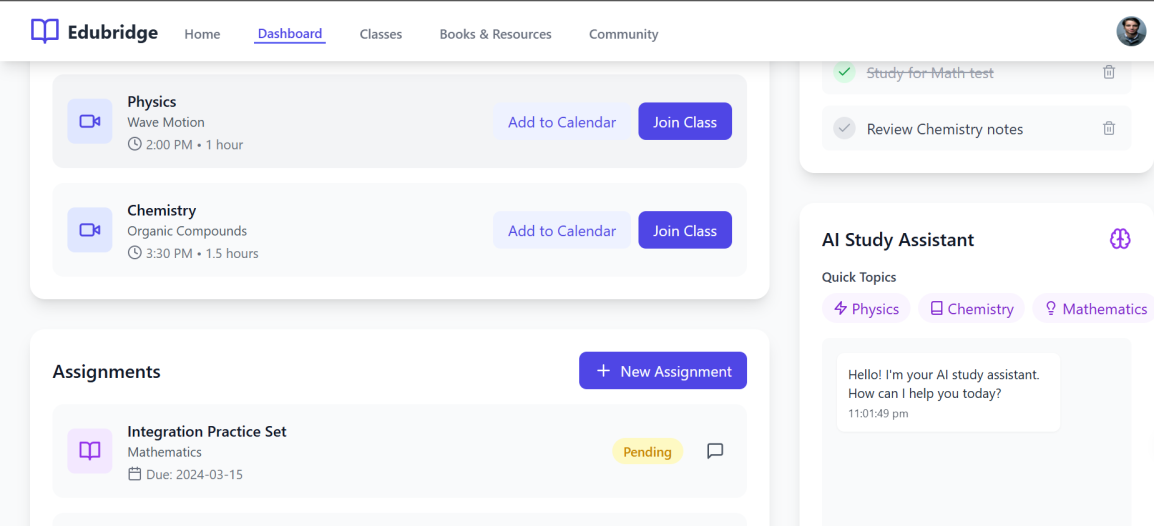 Edubridge
Home
Dashboard
Classes
Books & Resources
Community
Physics
Wave Motion
2:00 PM • 1 hour
Add to Calendar
Join Class
Chemistry
Organic Compounds
3:30 PM • 1.5 hours
Add to Calendar
Join Class
Assignments
New Assignment
Integration Practice Set
Mathematics
Due: 2024-03-15
Pending
Study for Math test
Review Chemistry notes
AI Study Assistant
Quick Topics
Physics
Chemistry
Mathematics
Hello! I'm your AI study assistant.
How can I help you today?
11:01:49 pm